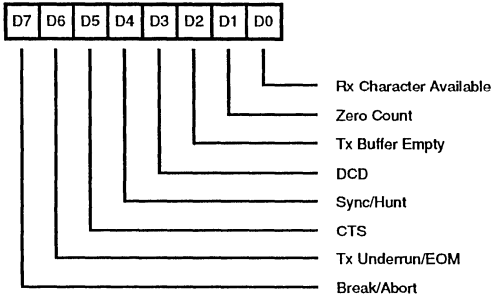 D7 D6 D5 D4 D3 D2 D1 D0
Rx Character Available
Zero Count
Tx Buffer Empty
DCD
Sync/Hunt
CTS
Tx Underrun/EOM
Break/Abort